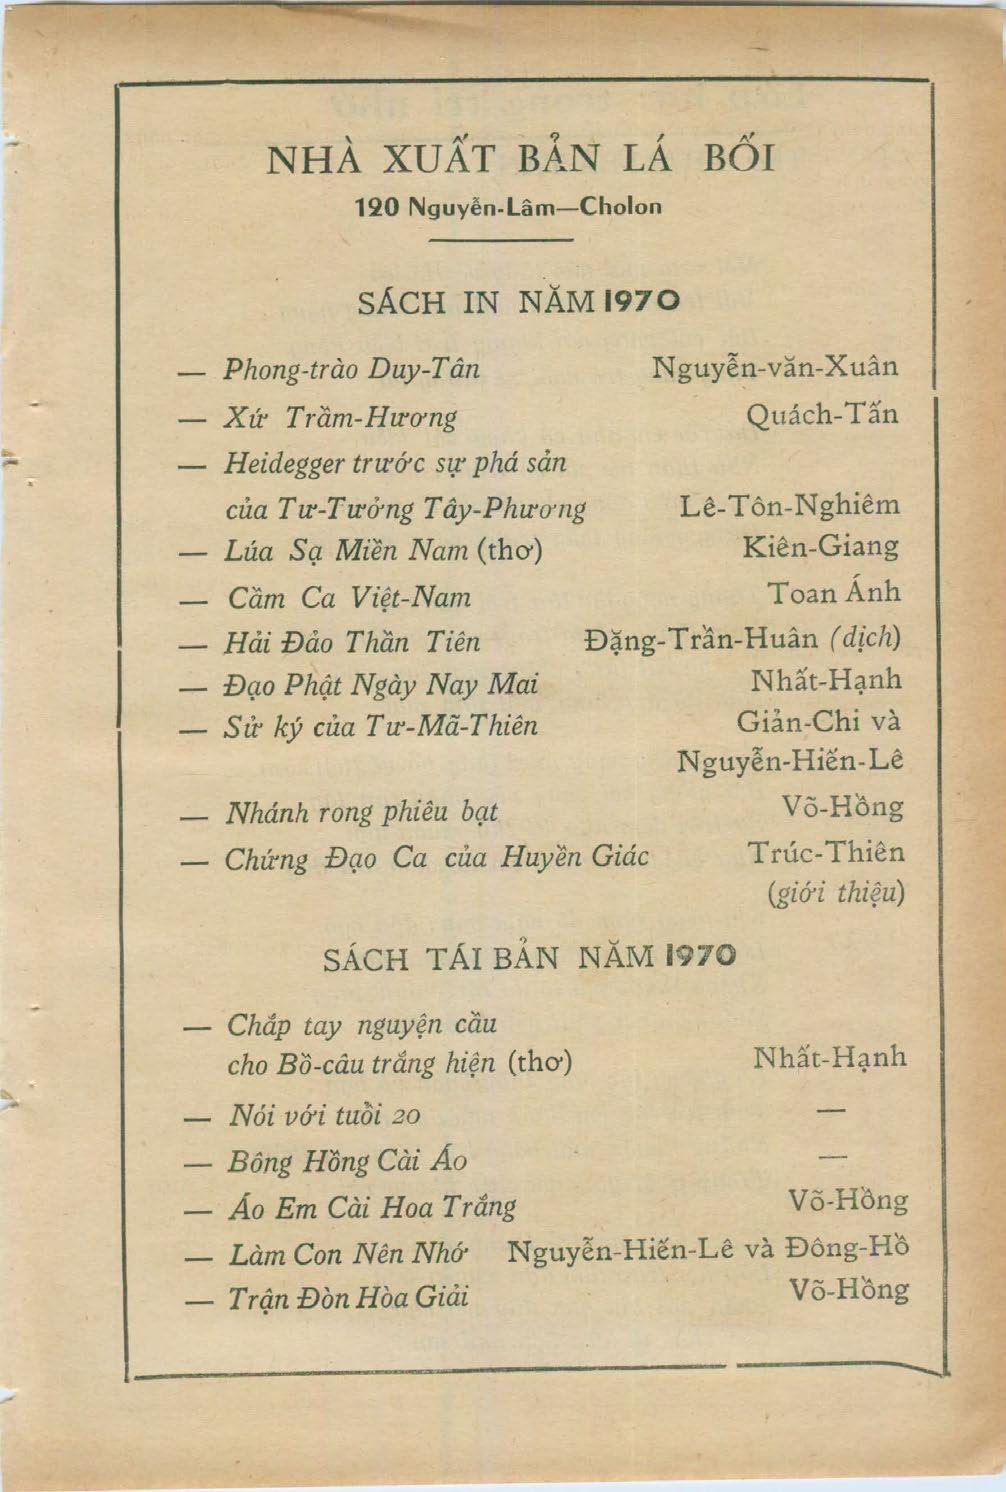 NHÀ XUẤT BẢN LÁ BỐI
120 Nguyễn-Lâm—Cholon
SÁCH IN NĂM 1970
— Phong-trào Duy-Tân Nguyễn-văn-Xuân
— Xứ Trầm-Hương Quách-Tấn
— Heidegger trước sự phá sản
của Tư-Tưởng Tây-Phương Lê-Tôn-Nghiêm
— Lúa Sạ Miền Nam (thơ) Kiên-Giang
— Cầm Ca Việt-Nam Toan Ánh
— Hải Đảo Thần Tiên Đặng-Trần-Huân (dịch)
— Đạo Phật Ngày Nay Mai Nhất-Hạnh
— Sử ký của Tư-Mã-Thiên Giản-Chi và
Nguyễn-Hiến-Lê
— Nhánh rong phiêu bạt Võ-Hồng
— Chứng Đạo Ca của Huyền Giác Trúc-Thiên
(giới thiệu)
SÁCH TÁI BẢN NĂM 1970
— Chắp tay nguyện cầu
cho Bồ-câu trắng hiện (thơ) Nhất-Hạnh
— Nói với tuổi 20 —
— Bông Hồng Cài Áo —
— Áo Em Cài Hoa Trắng Võ-Hồng
— Làm Con Nên Nhớ Nguyễn-Hiến-Lê và Đông-Hồ
— Trận Đòn Hòa Giải Võ-Hồng